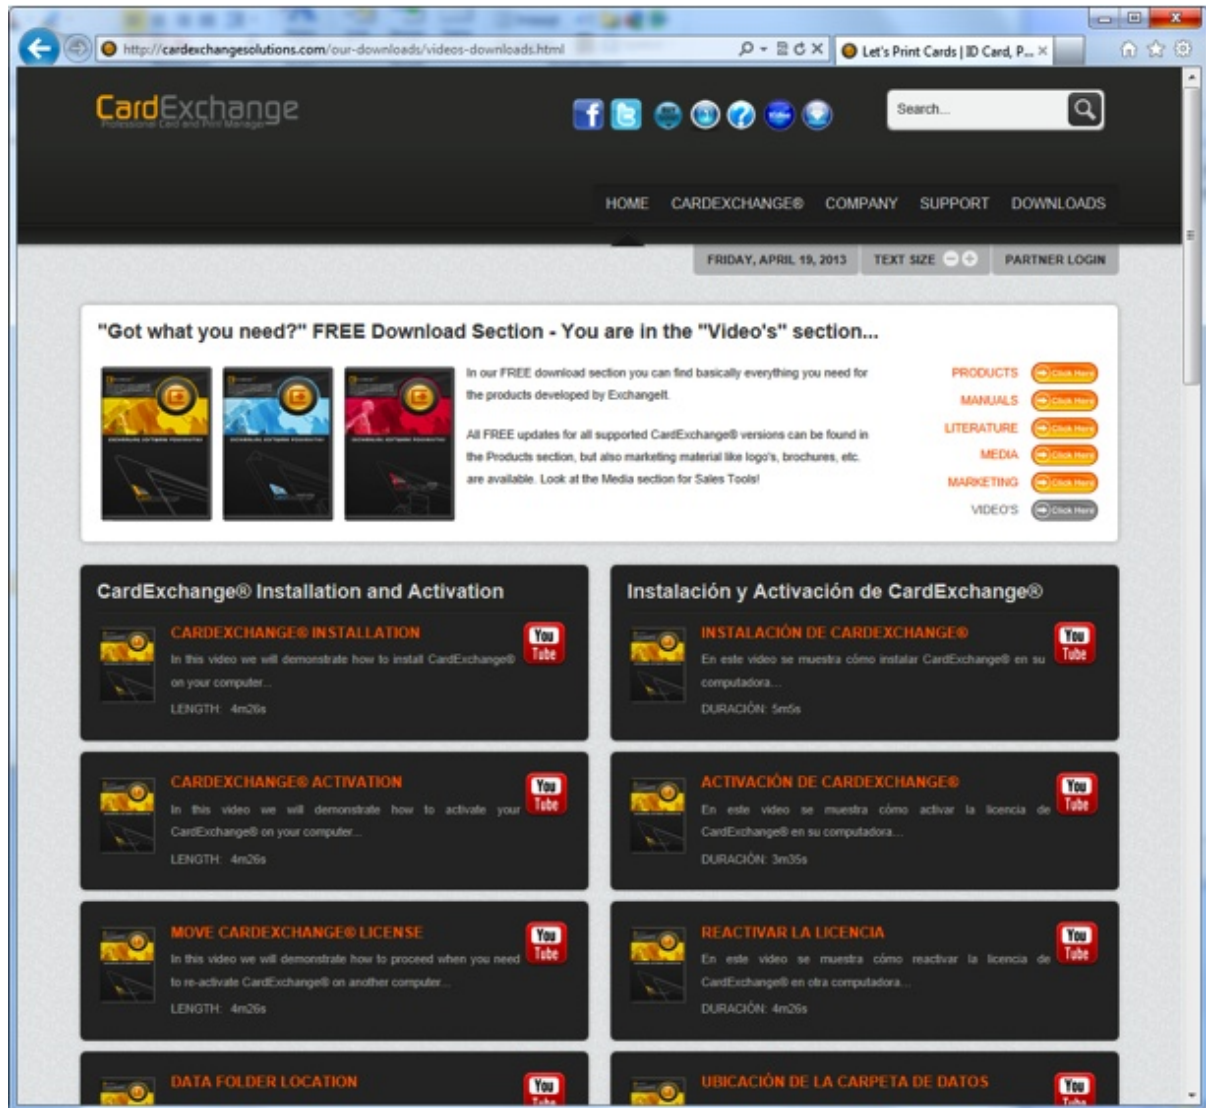 http://cardexchangesolutions.com/our-downloads/videos-downloads.html
Let's Print Cards | ID Card, P...
CardExchange
Professional Card and Print Manager
Search...
HOME CARDEXCHANGE® COMPANY SUPPORT DOWNLOADS
FRIDAY, APRIL 19, 2013 TEXT SIZE PARTNER LOGIN
"Got what you need?" FREE Download Section - You are in the "Video's" section...
In our FREE download section you can find basically everything you need for
the products developed by ExchangeIt.
All FREE updates for all supported CardExchange® versions can be found in
the Products section, but also marketing material like logo's, brochures, etc.
are available. Look at the Media section for Sales Tools!
PRODUCTS Click Here
MANUALS Click Here
LITERATURE Click Here
MEDIA Click Here
MARKETING Click Here
VIDEO'S Click Here
CardExchange® Installation and Activation
CARDEXCHANGE® INSTALLATION
You Tube
In this video we will demonstrate how to install CardExchange®
on your computer...
LENGTH: 4m26s
CARDEXCHANGE® ACTIVATION
You Tube
In this video we will demonstrate how to activate your
CardExchange® on your computer...
LENGTH: 4m26s
MOVE CARDEXCHANGE® LICENSE
You Tube
In this video we will demonstrate how to proceed when you need
to re-activate CardExchange® on another computer...
LENGTH: 4m26s
DATA FOLDER LOCATION
You Tube
Instalación y Activación de CardExchange®
INSTALACIÓN DE CARDEXCHANGE®
You Tube
En este video se muestra cómo instalar CardExchange® en su
computadora...
DURACIÓN: 5m5s
ACTIVACIÓN DE CARDEXCHANGE®
You Tube
En este video se muestra cómo activar la licencia de
CardExchange® en su computadora...
DURACIÓN: 3m35s
REACTIVAR LA LICENCIA
You Tube
En este video se muestra cómo reactivar la licencia de
CardExchange® en otra computadora...
DURACIÓN: 4m26s
UBICACIÓN DE LA CARPETA DE DATOS
You Tube